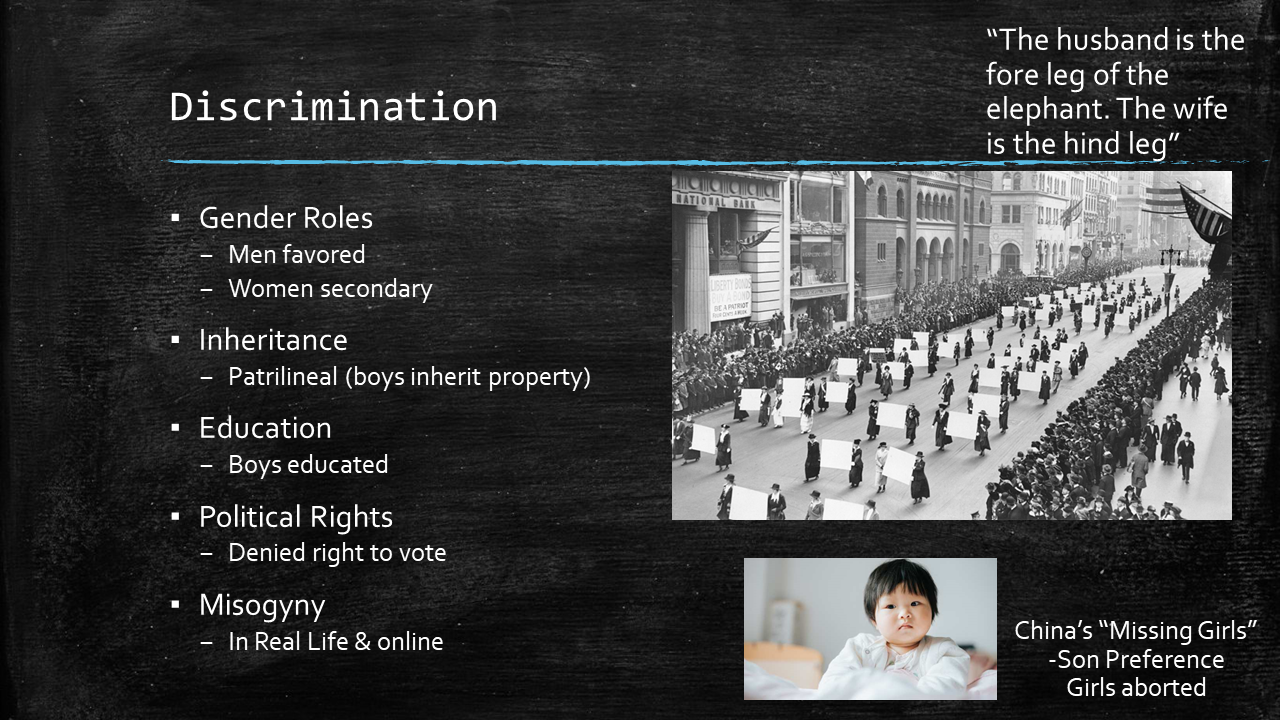 “The husband is the
fore leg of the
elephant. The wife
is the hind leg”
Discrimination
▪ Gender Roles
– Men favored
– Women secondary
▪ Inheritance
– Patrilineal (boys inherit property)
▪ Education
– Boys educated
▪ Political Rights
– Denied right to vote
▪ Misogyny
– In Real Life & online
NATIONAL BANK
LIBERTY BONDS
BUY A BOND
BE A PATRIOT
China’s “Missing Girls”
-Son Preference
Girls aborted